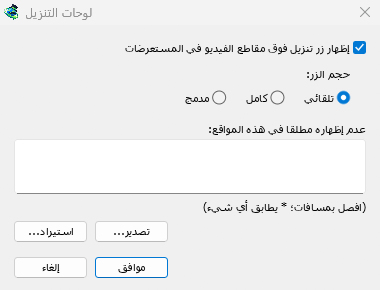 لوحات التنزيل
إظهار زر تنزيل فوق مقاطع الفيديو في المستعرضات
حجم الزر:
تلقائي كامل مدمج
عدم إظهاره مطلقا في هذه المواقع:
(افصل بمسافات؛ * يطابق أي شيء)
تصدير... استيراد...
موافق إلغاء